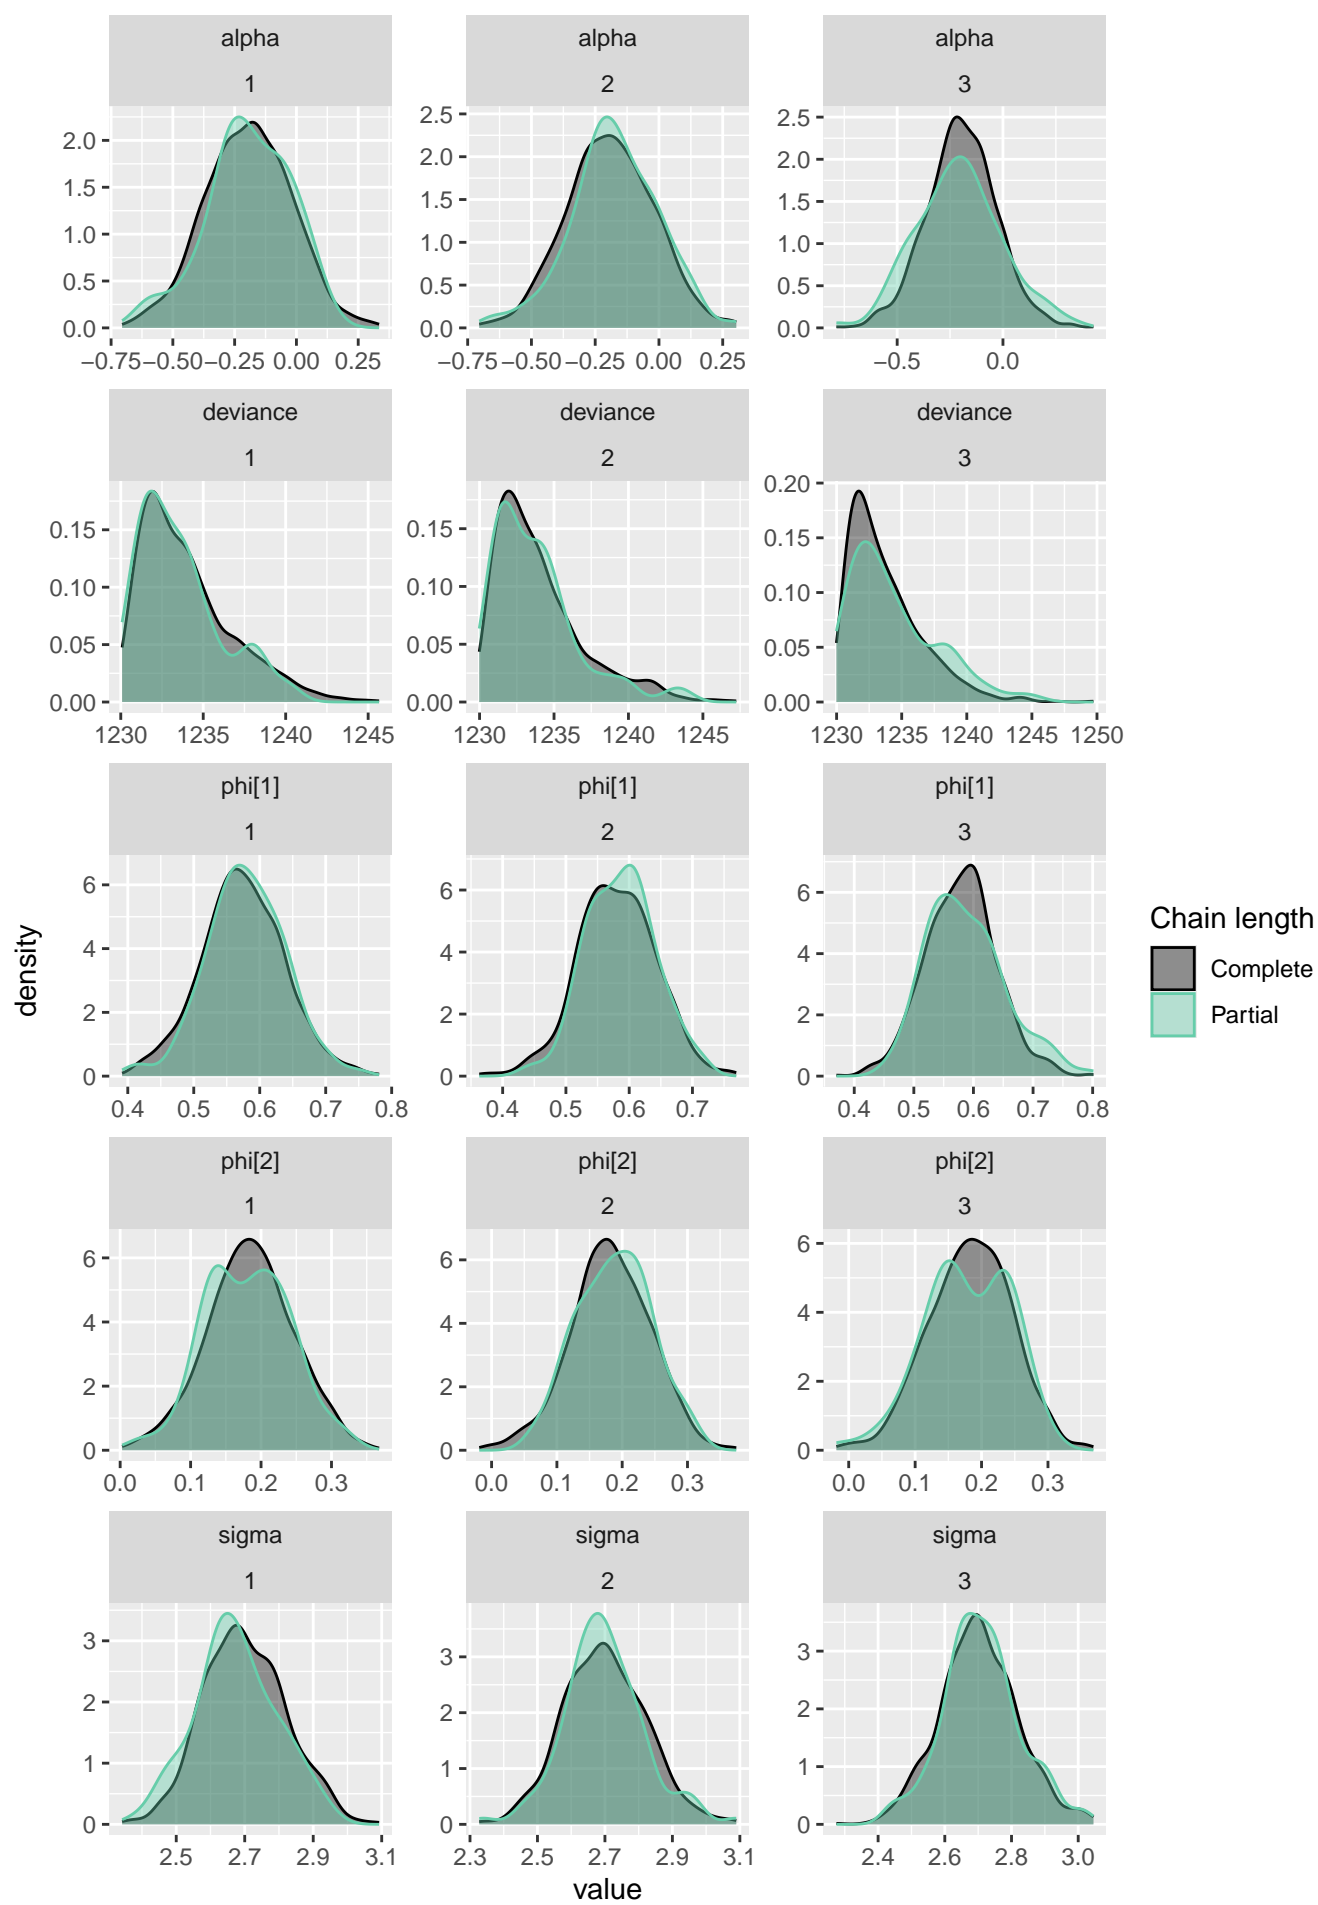 alpha alpha alpha
1 2 3
2.0 1.5 1.0 0.5 0.0
2.5 2.0 1.5 1.0 0.5 0.0
2.5 2.0 1.5 1.0 0.5 0.0
−0.75 −0.50 −0.25 0.00 0.25
−0.75 −0.50 −0.25 0.00 0.25
−0.5 0.0
deviance deviance deviance
1 2 3
0.15 0.10 0.05 0.00
0.15 0.10 0.05 0.00
0.20 0.15 0.10 0.05 0.00
1230 1235 1240 1245
1230 1235 1240 1245
1230 1235 1240 1245 1250
phi[1] phi[1] phi[1]
1 2 3
6 4 2 0
6 4 2 0
6 4 2 0
0.4 0.5 0.6 0.7 0.8
0.4 0.5 0.6 0.7
0.4 0.5 0.6 0.7 0.8
phi[2] phi[2] phi[2]
1 2 3
6 4 2 0
6 4 2 0
6 4 2 0
0.0 0.1 0.2 0.3
0.0 0.1 0.2 0.3
0.0 0.1 0.2 0.3
sigma sigma sigma
1 2 3
3 2 1 0
3 2 1 0
3 2 1 0
2.5 2.7 2.9 3.1
2.3 2.5 2.7 2.9 3.1
2.4 2.6 2.8 3.0
value
density
Chain length
Complete
Partial